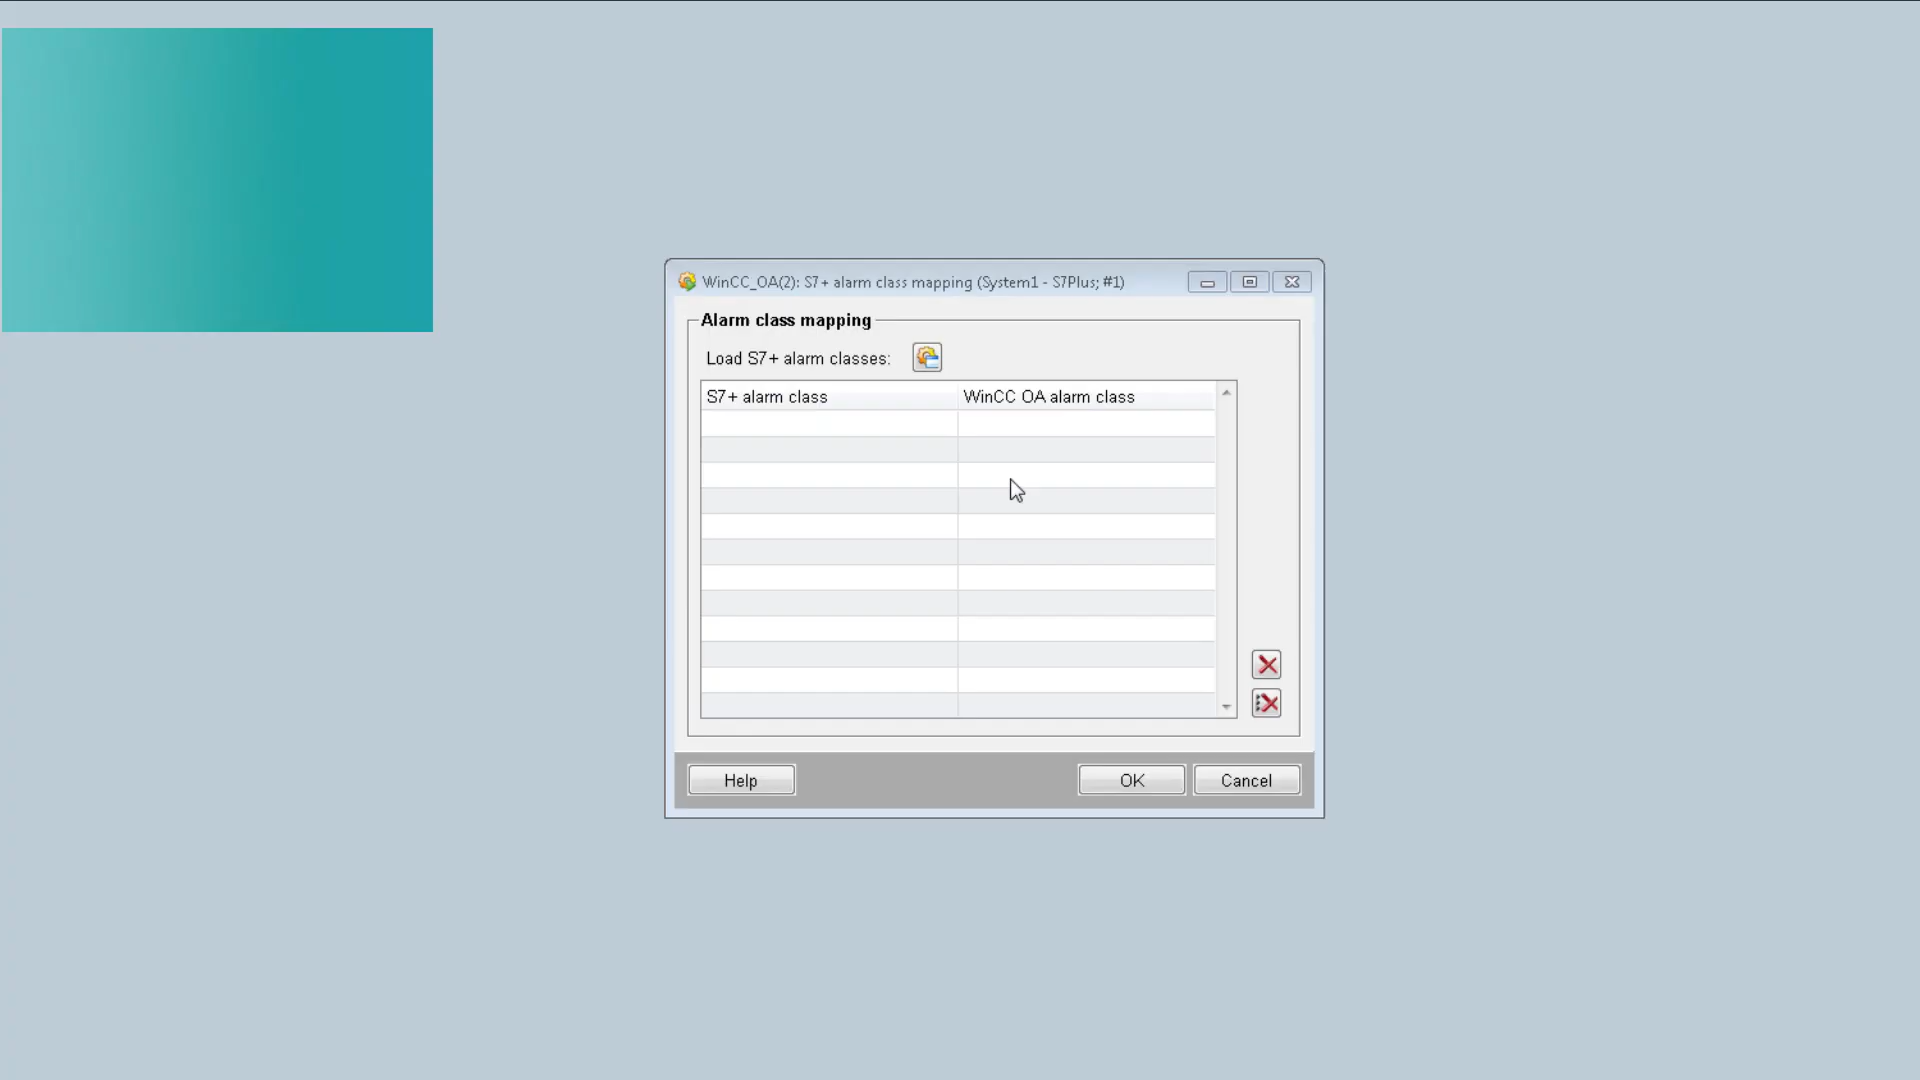 WinCC_OA(2): S7+ alarm class mapping (System1 - S7Plus; #1)
Alarm class mapping
Load S7+ alarm classes:
S7+ alarm class WinCC OA alarm class
Help OK Cancel